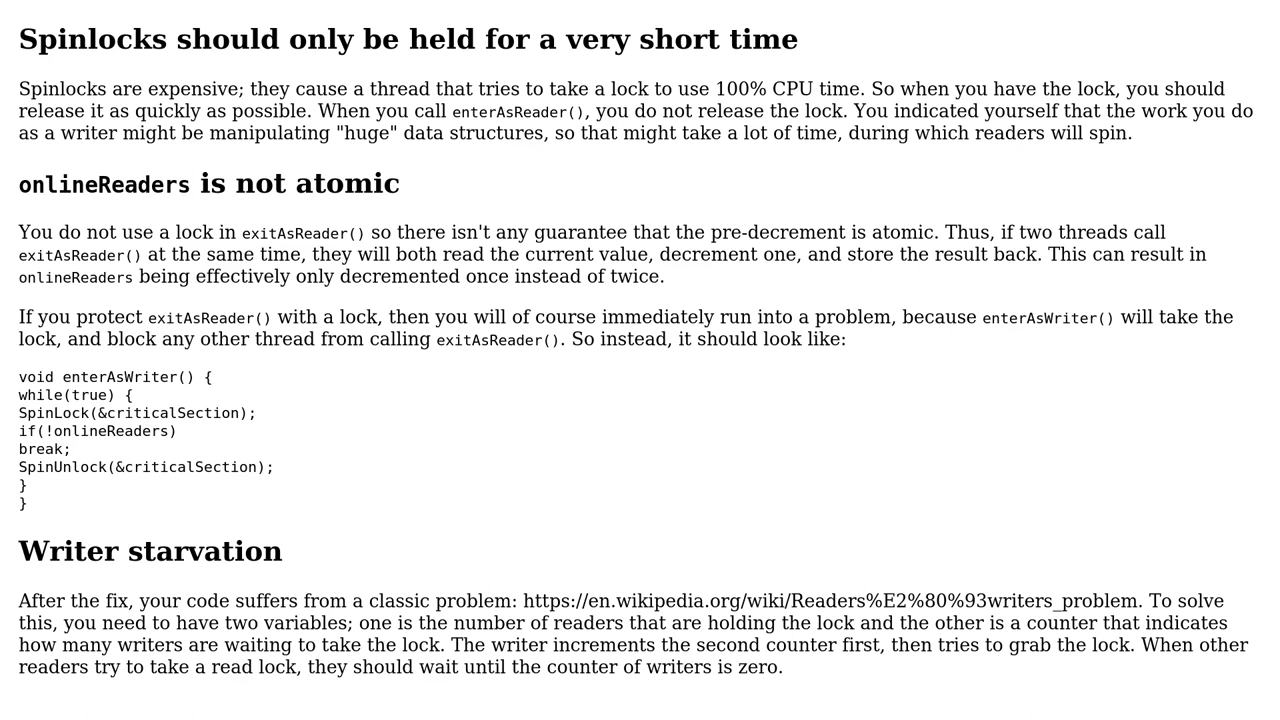 Spinlocks should only be held for a very short time
Spinlocks are expensive; they cause a thread that tries to take a lock to use 100% CPU time. So when you have the lock, you should
release it as quickly as possible. When you call enterAsReader(), you do not release the lock. You indicated yourself that the work you do
as a writer might be manipulating "huge" data structures, so that might take a lot of time, during which readers will spin.
onlineReaders is not atomic
You do not use a lock in exitAsReader() so there isn't any guarantee that the pre-decrement is atomic. Thus, if two threads call
exitAsReader() at the same time, they will both read the current value, decrement one, and store the result back. This can result in
onlineReaders being effectively only decremented once instead of twice.
If you protect exitAsReader() with a lock, then you will of course immediately run into a problem, because enterAsWriter() will take the
lock, and block any other thread from calling exitAsReader(). So instead, it should look like:
void enterAsWriter() {
while(true) {
SpinLock(&criticalSection);
if(!onlineReaders)
break;
SpinUnlock(&criticalSection);
}
}
Writer starvation
After the fix, your code suffers from a classic problem: https://en.wikipedia.org/wiki/Readers%E2%80%93writers_problem. To solve
this, you need to have two variables; one is the number of readers that are holding the lock and the other is a counter that indicates
how many writers are waiting to take the lock. The writer increments the second counter first, then tries to grab the lock. When other
readers try to take a read lock, they should wait until the counter of writers is zero.